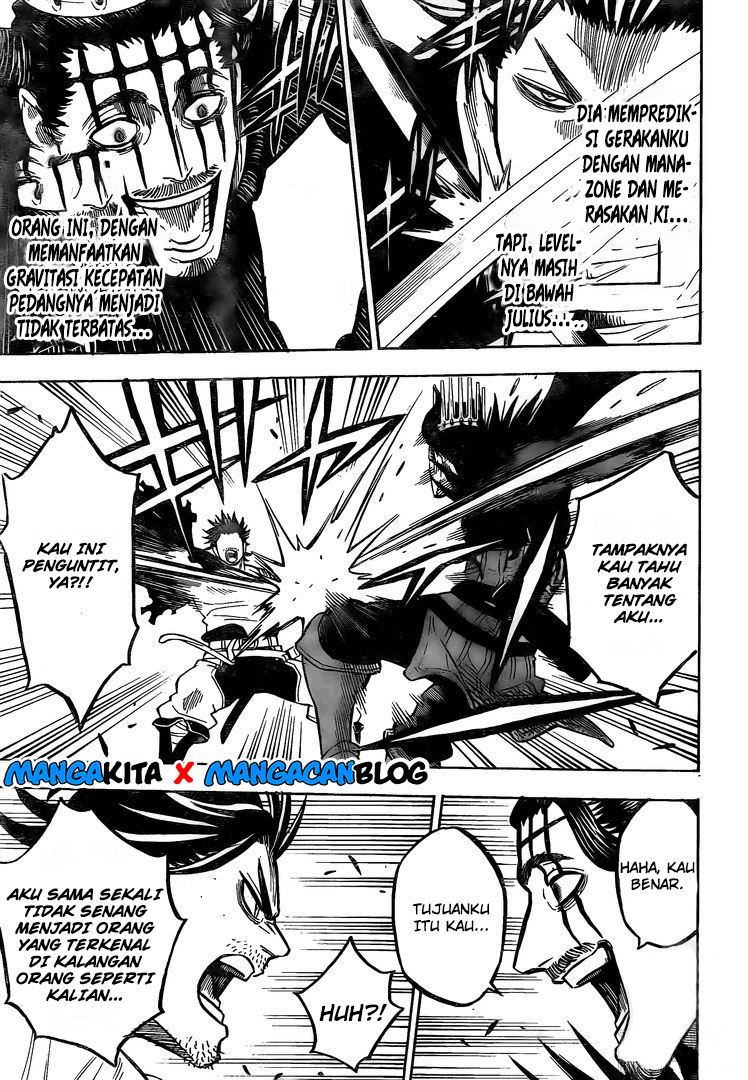 DIA MEMPREDIK-
SI GERAKANKU
DENGAN MANA-
ZONE DAN ME-
RASAKAN KI...
TAPI, LEVEL-
NYA MASIH
DI BAWAH
JULIUS.....
ORANG INI, DENGAN
MEMANFAATKAN
GRAVITASI KECEPATAN
PEDANGNYA MENJADI
TIDAK TERBATAS...
TAMPAKNYA
KAU TAHU
BANYAK
TENTANG
AKU...
KAU INI
PENGUNTIT,
YA?!!
MANGAKITA X MANGACANBLOG
HAHA, KAU
BENAR.
TUJUANKU
ITU KAU...
HUH?!
AKU SAMA SEKALI
TIDAK SENANG
MENJADI ORANG
YANG TERKENAL
DI KALANGAN
ORANG SEPERTI
KALIAN...